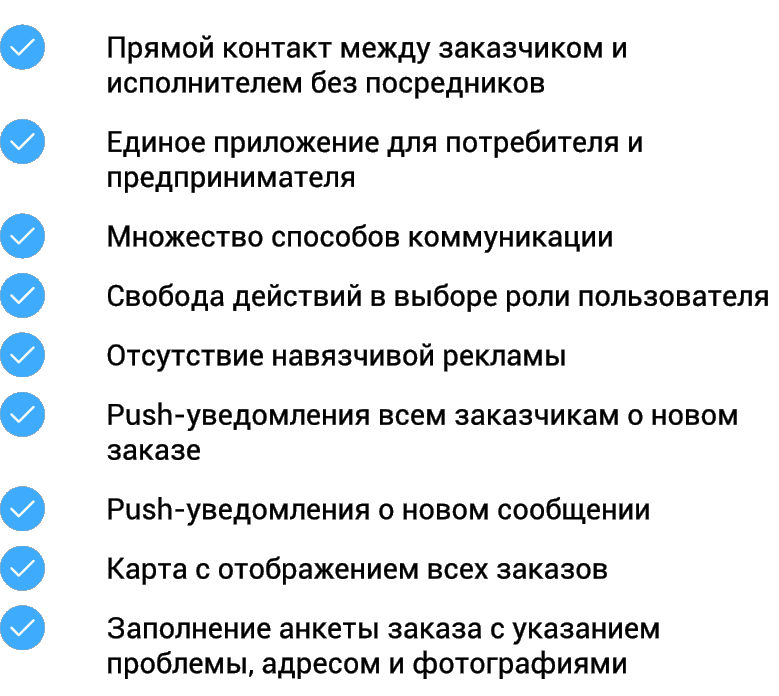 Прямой контакт между заказчиком и
исполнителем без посредников
Единое приложение для потребителя и
предпринимателя
Множество способов коммуникации
Свобода действий в выборе роли пользователя
Отсутствие навязчивой рекламы
Push-уведомления всем заказчикам о новом
заказе
Push-уведомления о новом сообщении
Карта с отображением всех заказов
Заполнение анкеты заказа с указанием
проблемы, адресом и фотографиями